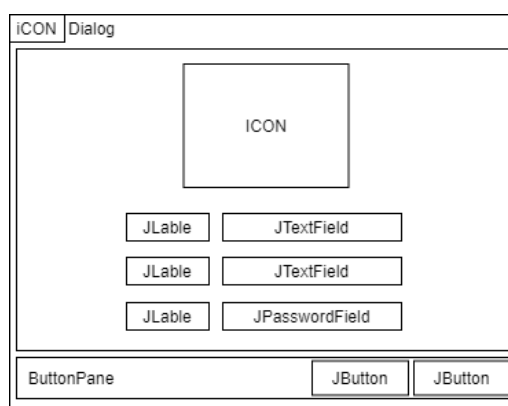 iCON Dialog
ICON
JLable JTextField
JLable JTextField
JLable JPasswordField
ButtonPane JButton JButton